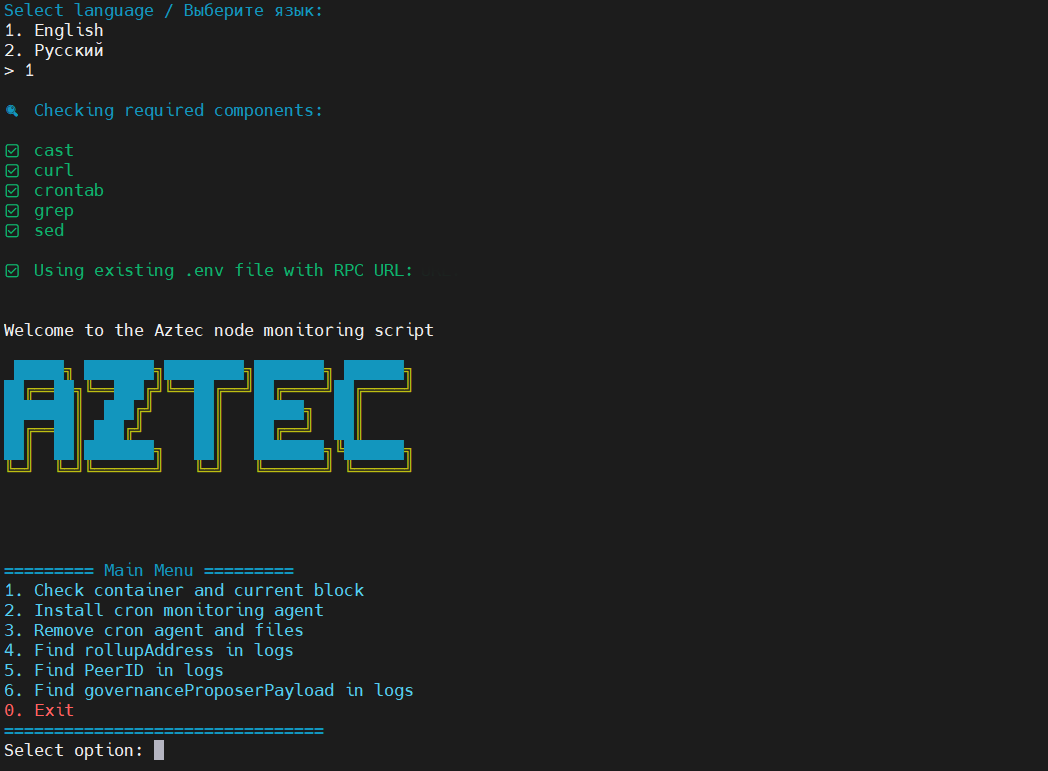 Select language / Выберите язык:
1. English
2. Русский
> 1
Checking required components:
cast
curl
crontab
grep
sed
Using existing .env file with RPC URL:
Welcome to the Aztec node monitoring script
AZTEC
========= Main Menu =========
1. Check container and current block
2. Install cron monitoring agent
3. Remove cron agent and files
4. Find rollupAddress in logs
5. Find PeerID in logs
6. Find governanceProposerPayload in logs
0. Exit
================================
Select option: